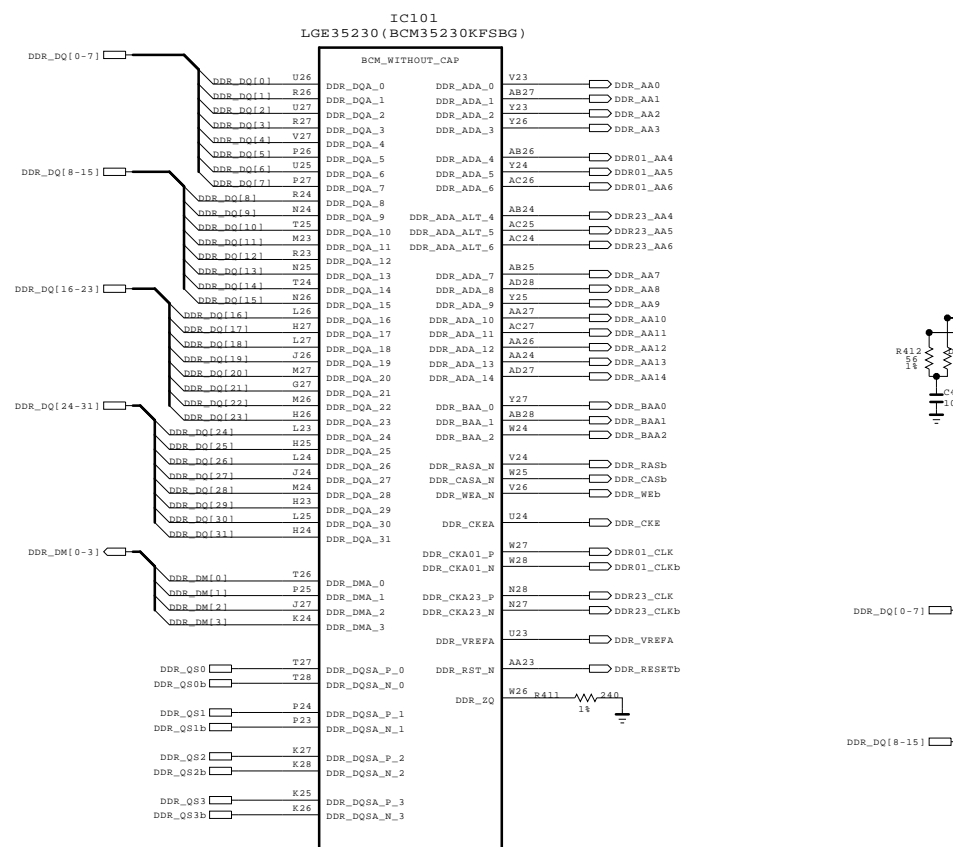 IC101
LGE35230(BCM35230KFSBG)
BCM_WITHOUT_CAP
DDR_DQ[0-7]
DDR_DQ[0] U26 DDR_DQA_0
DDR_DQ[1] R26 DDR_DQA_1
DDR_DQ[2] U27 DDR_DQA_2
DDR_DQ[3] R27 DDR_DQA_3
DDR_DQ[4] V27 DDR_DQA_4
DDR_DQ[5] P26 DDR_DQA_5
DDR_DQ[6] U25 DDR_DQA_6
DDR_DQ[7] P27 DDR_DQA_7
DDR_DQ[8-15]
DDR_DQ[8] R24 DDR_DQA_8
DDR_DQ[9] N24 DDR_DQA_9
DDR_DQ[10] T25 DDR_DQA_10
DDR_DQ[11] M23 DDR_DQA_11
DDR_DQ[12] R23 DDR_DQA_12
DDR_DQ[13] N25 DDR_DQA_13
DDR_DQ[14] T24 DDR_DQA_14
DDR_DQ[15] N26 DDR_DQA_15
DDR_DQ[16-23]
DDR_DQ[16] L26 DDR_DQA_16
DDR_DQ[17] H27 DDR_DQA_17
DDR_DQ[18] L27 DDR_DQA_18
DDR_DQ[19] J26 DDR_DQA_19
DDR_DQ[20] M27 DDR_DQA_20
DDR_DQ[21] G27 DDR_DQA_21
DDR_DQ[22] M26 DDR_DQA_22
DDR_DQ[23] H26 DDR_DQA_23
DDR_DQ[24-31]
DDR_DQ[24] L23 DDR_DQA_24
DDR_DQ[25] H25 DDR_DQA_25
DDR_DQ[26] L24 DDR_DQA_26
DDR_DQ[27] J24 DDR_DQA_27
DDR_DQ[28] M24 DDR_DQA_28
DDR_DQ[29] H23 DDR_DQA_29
DDR_DQ[30] L25 DDR_DQA_30
DDR_DQ[31] H24 DDR_DQA_31
DDR_DM[0-3]
DDR_DM[0] T26 DDR_DMA_0
DDR_DM[1] P25 DDR_DMA_1
DDR_DM[2] J27 DDR_DMA_2
DDR_DM[3] K24 DDR_DMA_3
DDR_QS0 T27 DDR_DQSA_P_0
DDR_QS0b T28 DDR_DQSA_N_0
DDR_QS1 P24 DDR_DQSA_P_1
DDR_QS1b P23 DDR_DQSA_N_1
DDR_QS2 K27 DDR_DQSA_P_2
DDR_QS2b K28 DDR_DQSA_N_2
DDR_QS3 K25 DDR_DQSA_P_3
DDR_QS3b K26 DDR_DQSA_N_3
DDR_ADA_0 V23 DDR_AA0
DDR_ADA_1 AB27 DDR_AA1
DDR_ADA_2 Y23 DDR_AA2
DDR_ADA_3 Y26 DDR_AA3
DDR_ADA_4 AB26 DDR01_AA4
DDR_ADA_5 Y24 DDR01_AA5
DDR_ADA_6 AC26 DDR01_AA6
DDR_ADA_ALT_4 AB24 DDR23_AA4
DDR_ADA_ALT_5 AC25 DDR23_AA5
DDR_ADA_ALT_6 AC24 DDR23_AA6
DDR_ADA_7 AB25 DDR_AA7
DDR_ADA_8 AD28 DDR_AA8
DDR_ADA_9 Y25 DDR_AA9
DDR_ADA_10 AA27 DDR_AA10
DDR_ADA_11 AC27 DDR_AA11
DDR_ADA_12 AA26 DDR_AA12
DDR_ADA_13 AA24 DDR_AA13
DDR_ADA_14 AD27 DDR_AA14
DDR_BAA_0 Y27 DDR_BAA0
DDR_BAA_1 AB28 DDR_BAA1
DDR_BAA_2 W24 DDR_BAA2
DDR_RASA_N V24 DDR_RASb
DDR_CASA_N W25 DDR_CASb
DDR_WEA_N V26 DDR_WEb
DDR_CKEA U24 DDR_CKE
DDR_CKA01_P W27 DDR01_CLK
DDR_CKA01_N W28 DDR01_CLKb
DDR_CKA23_P N28 DDR23_CLK
DDR_CKA23_N N27 DDR23_CLKb
DDR_VREFA U23 DDR_VREFA
DDR_RST_N AA23 DDR_RESETb
DDR_ZQ W26 R411 240
1%
R412
56
1%
DDR_DQ[0-7]
DDR_DQ[8-15]